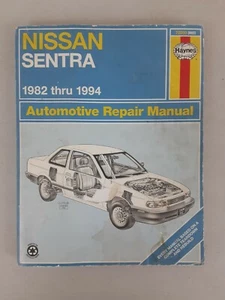 NISSAN
Haynes
SENTRA
1982 thru 1994
Automotive Repair Manual